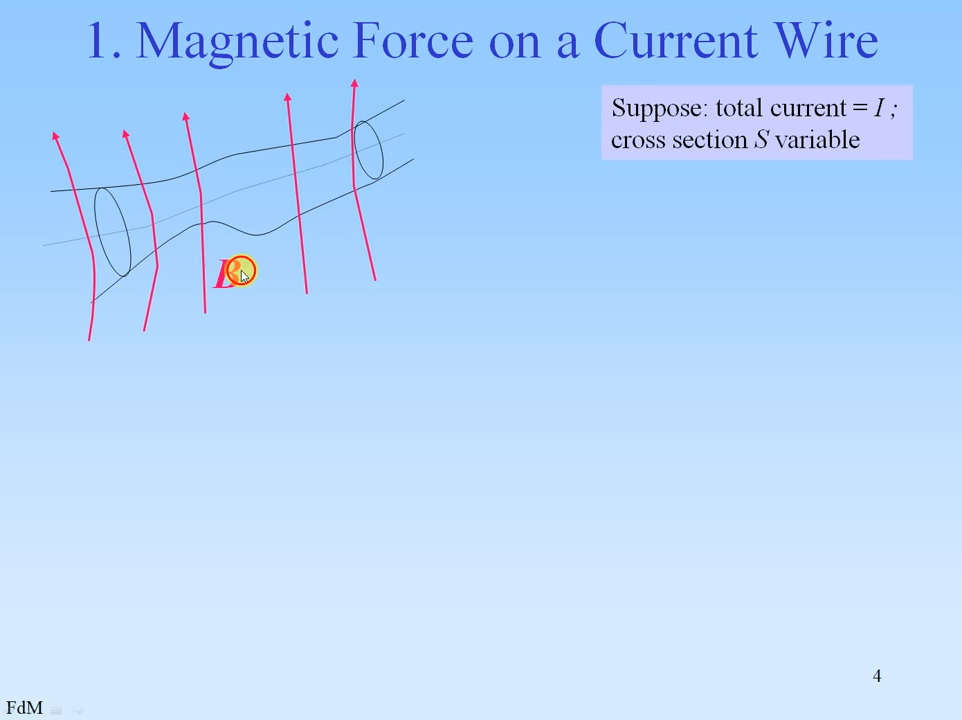 1. Magnetic Force on a Current Wire
Suppose: total current = I ;
cross section S variable
B
4
FdM